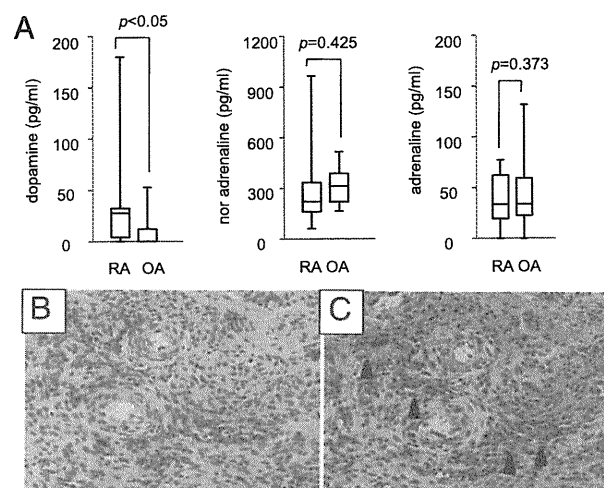 A
p<0.05
200
150
100
50
0
dopamine (pg/ml)
RA OA
p=0.425
1200
900
600
300
0
nor adrenaline (pg/ml)
RA OA
p=0.373
200
150
100
50
0
adrenaline (pg/ml)
RA OA
B
C